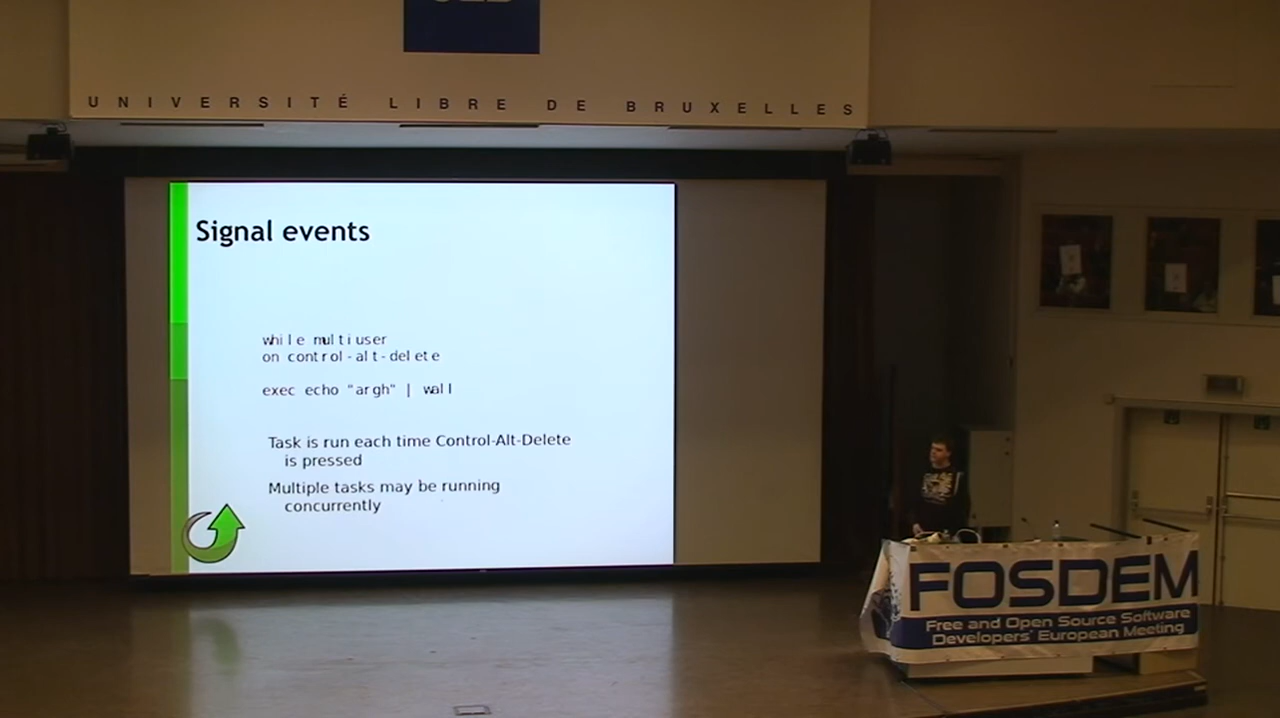 UNIVERSITÉ LIBRE DE BRUXELLES
Signal events
while multiuser
on control-alt-delete
exec echo "argh" | wall
Task is run each time Control-Alt-Delete
is pressed
Multiple tasks may be running
concurrently
FOSDEM
Free and Open Source Software
Developers' European Meeting